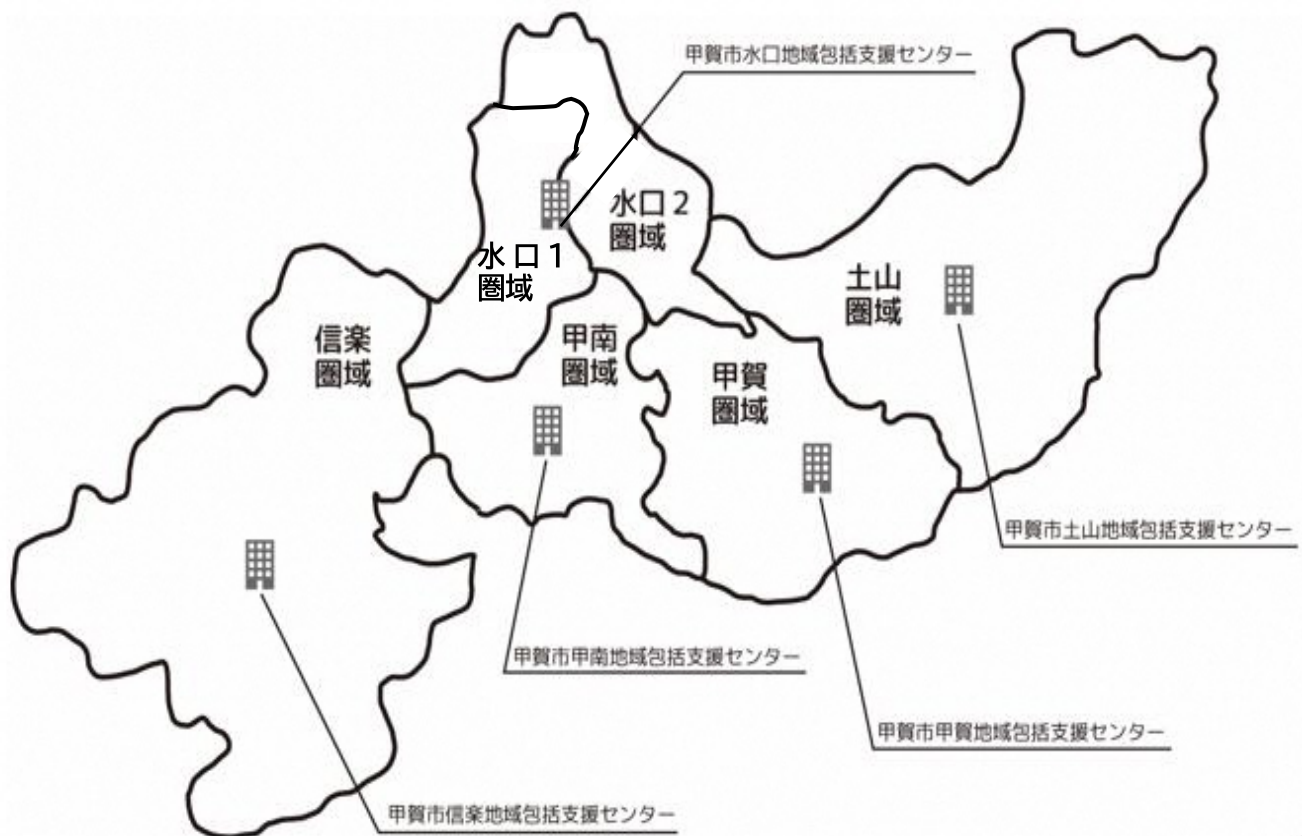 甲賀市水口地域包括支援センター
水口2
圏域
水口1
圏域
土山
圏域
信楽
圏域
甲南
圏域
甲賀
圏域
甲賀市土山地域包括支援センター
甲賀市甲南地域包括支援センター
甲賀市甲賀地域包括支援センター
甲賀市信楽地域包括支援センター